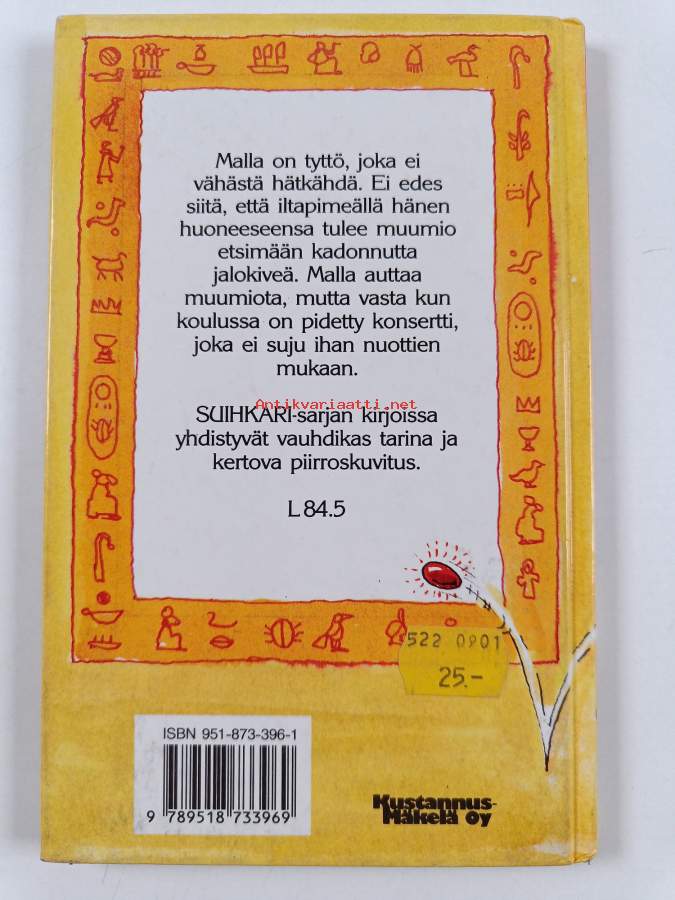 Malla on tyttö, joka ei
vähästä hätkähdä. Ei edes
siitä, että iltapimeällä hänen
huoneeseensa tulee muumio
etsimään kadonnutta
jalokiveä. Malla auttaa
muumiota, mutta vasta kun
koulussa on pidetty konsertti,
joka ei suju ihan nuottien
mukaan.
Antikvariaatti.net
SUIHKARI-sarjan kirjoissa
yhdistyvät vauhdikas tarina ja
kertova piirroskuvitus.
L 84.5
522 0901
25.-
ISBN 951-873-396-1
9 789518 733969
Kustannus-
Mäkelä Oy